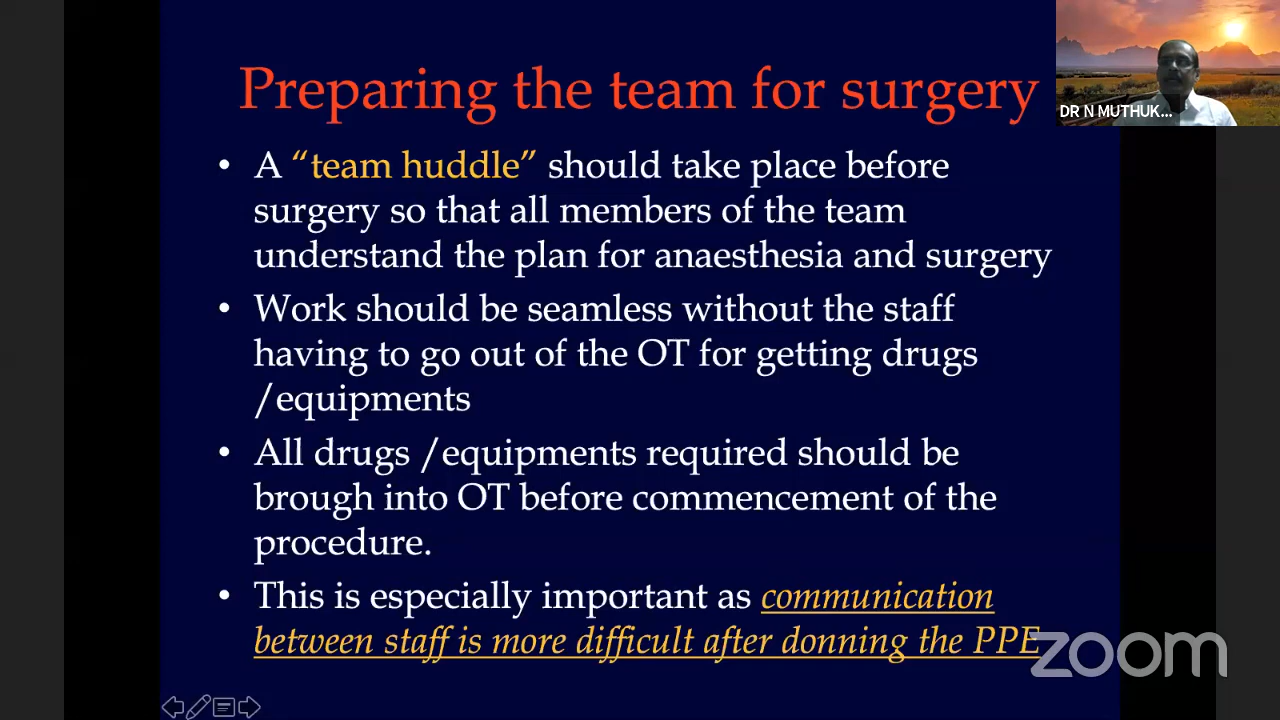 Preparing the team for surgery
DR N MUTHUK...
• A “team huddle” should take place before
surgery so that all members of the team
understand the plan for anaesthesia and surgery
• Work should be seamless without the staff
having to go out of the OT for getting drugs
/equipments
• All drugs /equipments required should be
brough into OT before commencement of the
procedure.
• This is especially important as communication
between staff is more difficult after donning the PPE
zoom